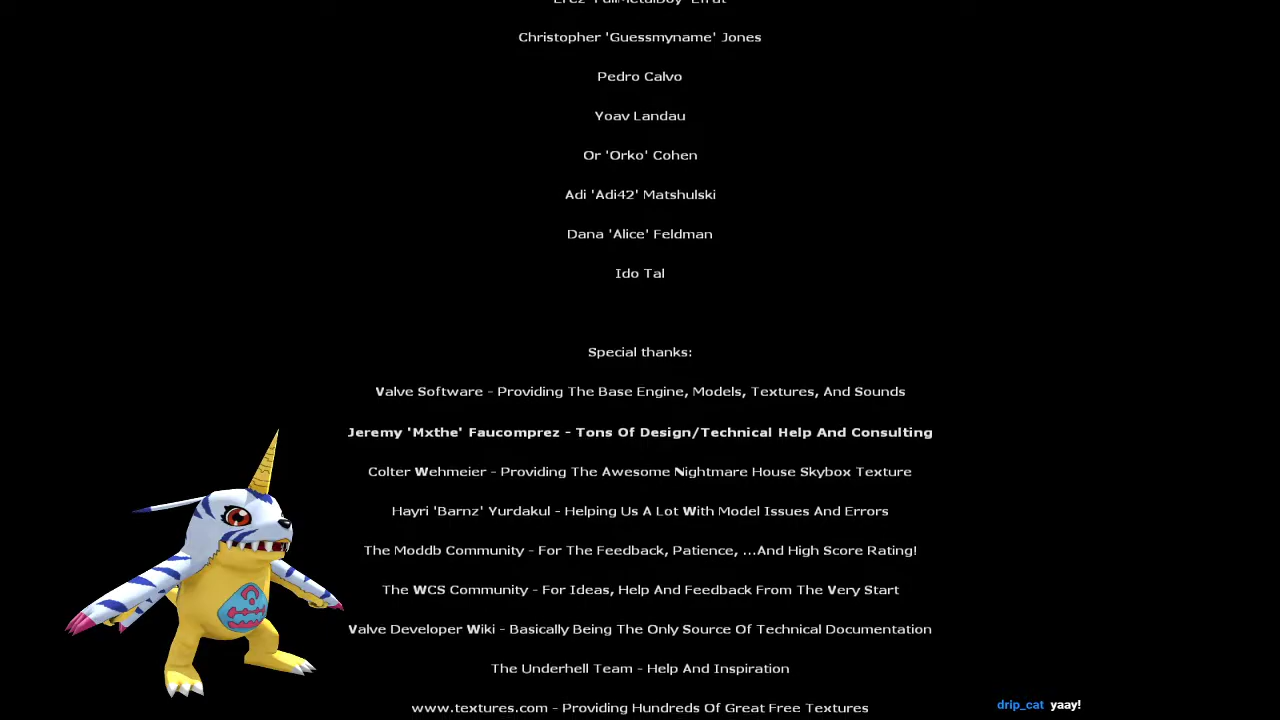 Erez 'FullMetalBoy' Efrat
Christopher 'Guessmyname' Jones
Pedro Calvo
Yoav Landau
Or 'Orko' Cohen
Adi 'Adi42' Matshulski
Dana 'Alice' Feldman
Ido Tal
Special thanks:
Valve Software - Providing The Base Engine, Models, Textures, And Sounds
Jeremy 'Mxthe' Faucomprez - Tons Of Design/Technical Help And Consulting
Colter Wehmeier - Providing The Awesome Nightmare House Skybox Texture
Hayri 'Barnz' Yurdakul - Helping Us A Lot With Model Issues And Errors
The Moddb Community - For The Feedback, Patience, ...And High Score Rating!
The WCS Community - For Ideas, Help And Feedback From The Very Start
Valve Developer Wiki - Basically Being The Only Source Of Technical Documentation
The Underhell Team - Help And Inspiration
www.textures.com - Providing Hundreds Of Great Free Textures
drip_cat yaay!